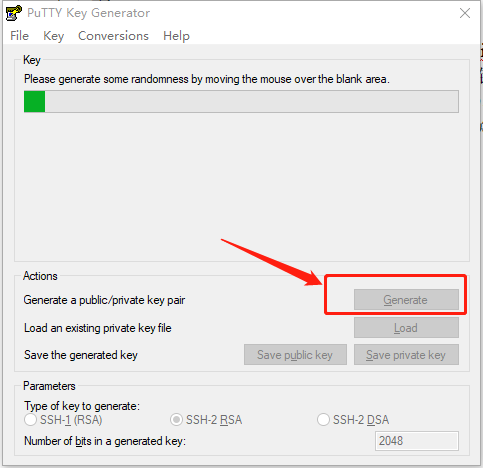 PuTTY Key Generator
File Key Conversions Help
Key
Please generate some randomness by moving the mouse over the blank area.
Actions
Generate a public/private key pair
Generate
Load an existing private key file
Load
Save the generated key
Save public key
Save private key
Parameters
Type of key to generate:
SSH-1 (RSA)
SSH-2 RSA
SSH-2 DSA
Number of bits in a generated key:
2048